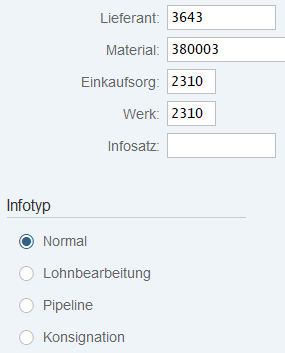 Lieferant: 3643
Material: 380003
Einkaufsorg: 2310
Werk: 2310
Infosatz:
Infotyp
Normal
Lohnbearbeitung
Pipeline
Konsignation